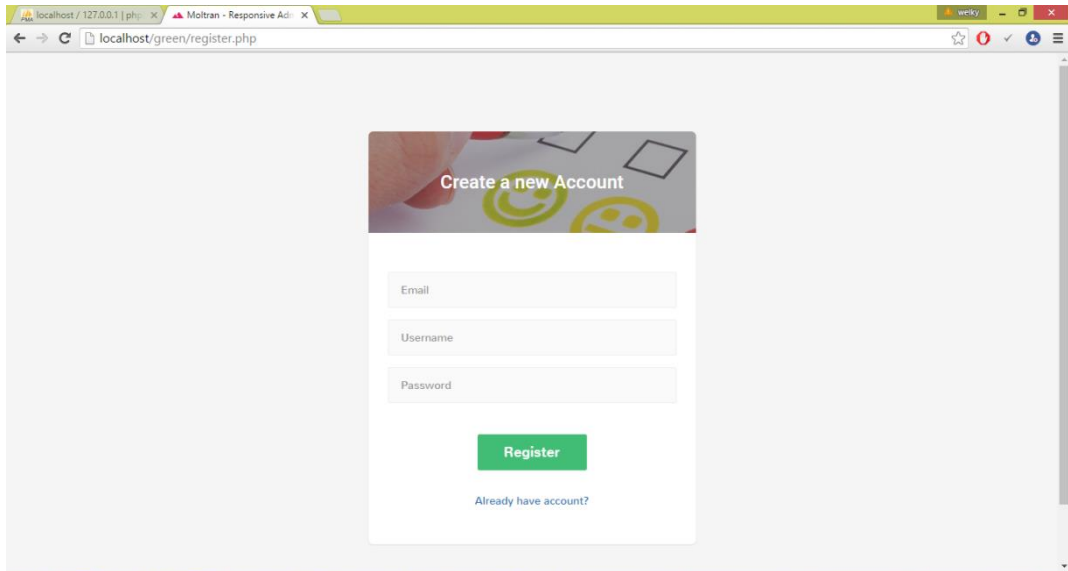 localhost / 127.0.0.1 | php
Moltran - Responsive Adm
welky
localhost/green/register.php
Create a new Account
Email
Username
Password
Register
Already have account?